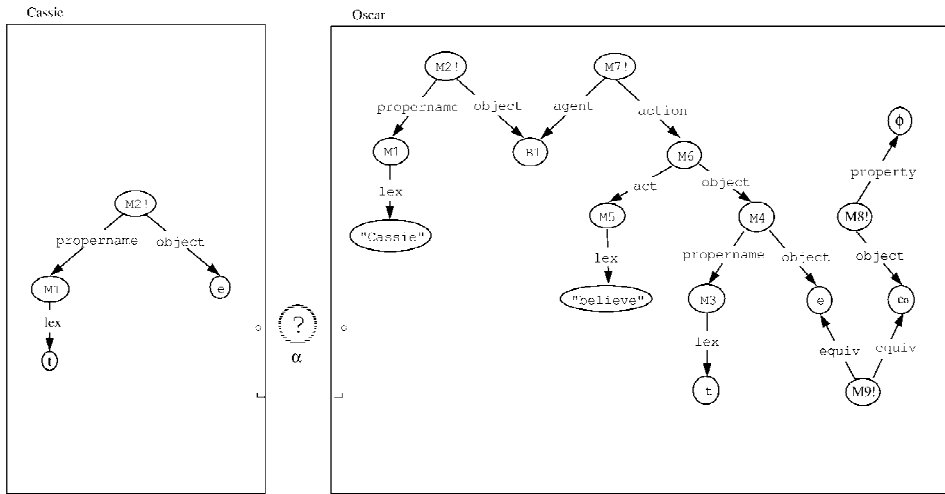 Cassie
Oscar
M2! M7!
propername object agent action
ϕ
M1 B1 M6
property
lex act object
M2! M5 M4 M8!
"Cassie"
propername object lex propername object object
M1 e "believe" M3 e co
lex ? lex
equiv equiv
t α t M9!